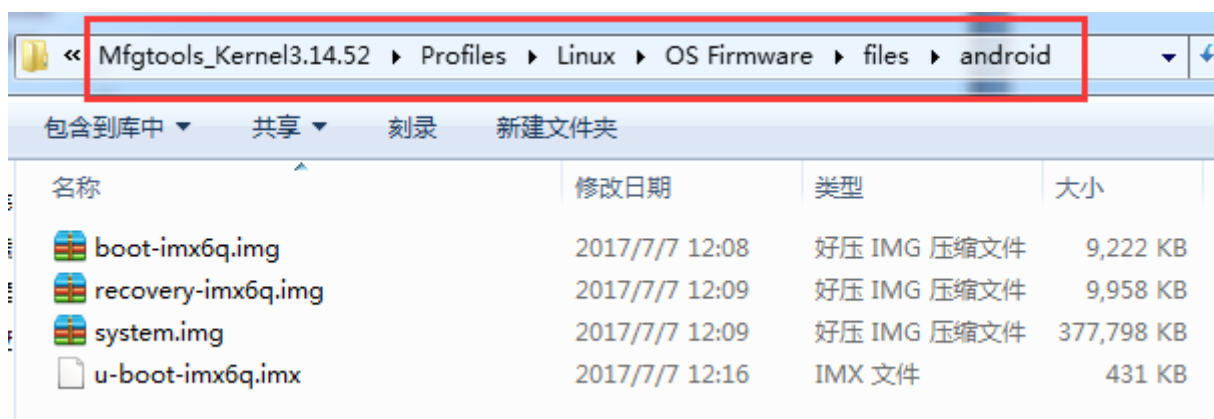 « Mfgtools_Kernel3.14.52 ▸ Profiles ▸ Linux ▸ OS Firmware ▸ files ▸ android
包含到库中 共享 刻录 新建文件夹
名称 修改日期 类型 大小
boot-imx6q.img 2017/7/7 12:08 好压 IMG 压缩文件 9,222 KB
recovery-imx6q.img 2017/7/7 12:09 好压 IMG 压缩文件 9,958 KB
system.img 2017/7/7 12:09 好压 IMG 压缩文件 377,798 KB
u-boot-imx6q.imx 2017/7/7 12:16 IMX 文件 431 KB